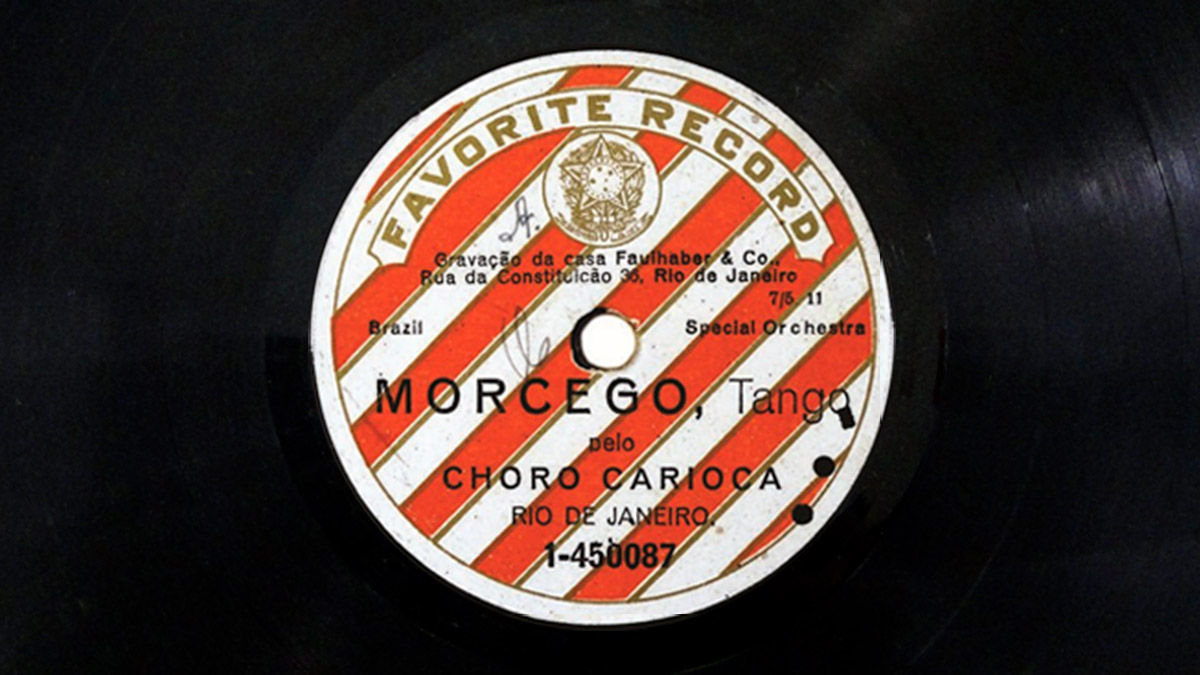 FAVORITE RECORD
Gravação da casa Faulhaber & Co.,
Rua da Constituicão 36, Rio de Janeiro
7/5 11
Brazil Special Orchestra
MORCEGO, Tango
pelo
CHORO CARIOCA
RIO DE JANEIRO.
1-450087